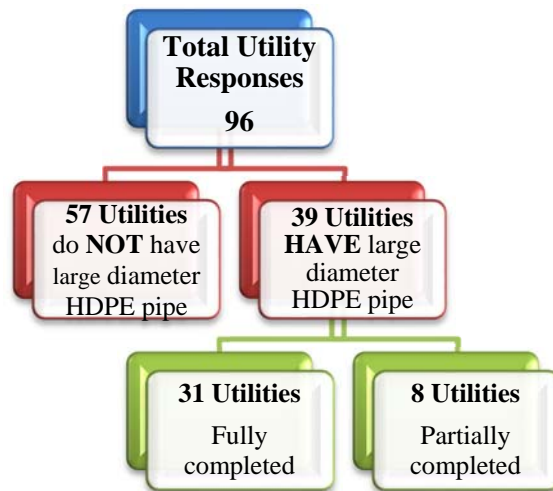 Total Utility
Responses
96
57 Utilities
do NOT have
large diameter
HDPE pipe
39 Utilities
HAVE large
diameter
HDPE pipe
31 Utilities
Fully
completed
8 Utilities
Partially
completed